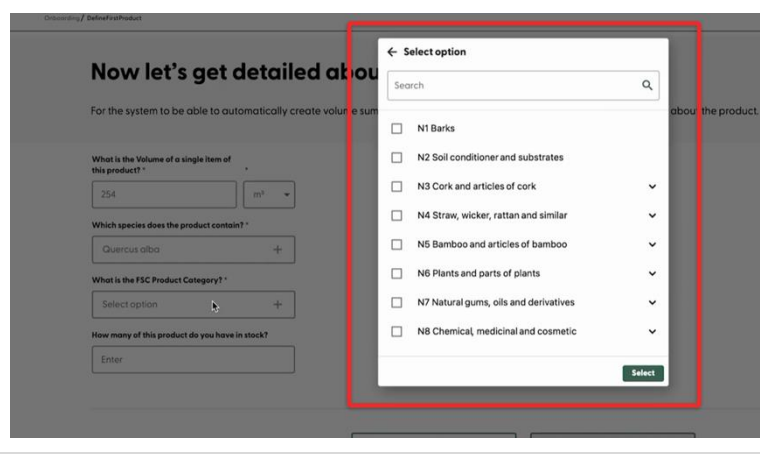 Onboarding / DefineFirstProduct
Now let's get detailed abou
For the system to be able to automatically create volume sum
about the product.
What is the Volume of a single item of
this product? *
*
254
m³
Which species does the product contain? *
Quercus alba
What is the FSC Product Category? *
Select option
How many of this product do you have in stock?
Enter
Select option
Search
N1 Barks
N2 Soil conditioner and substrates
N3 Cork and articles of cork
N4 Straw, wicker, rattan and similar
N5 Bamboo and articles of bamboo
N6 Plants and parts of plants
N7 Natural gums, oils and derivatives
N8 Chemical, medicinal and cosmetic
Select